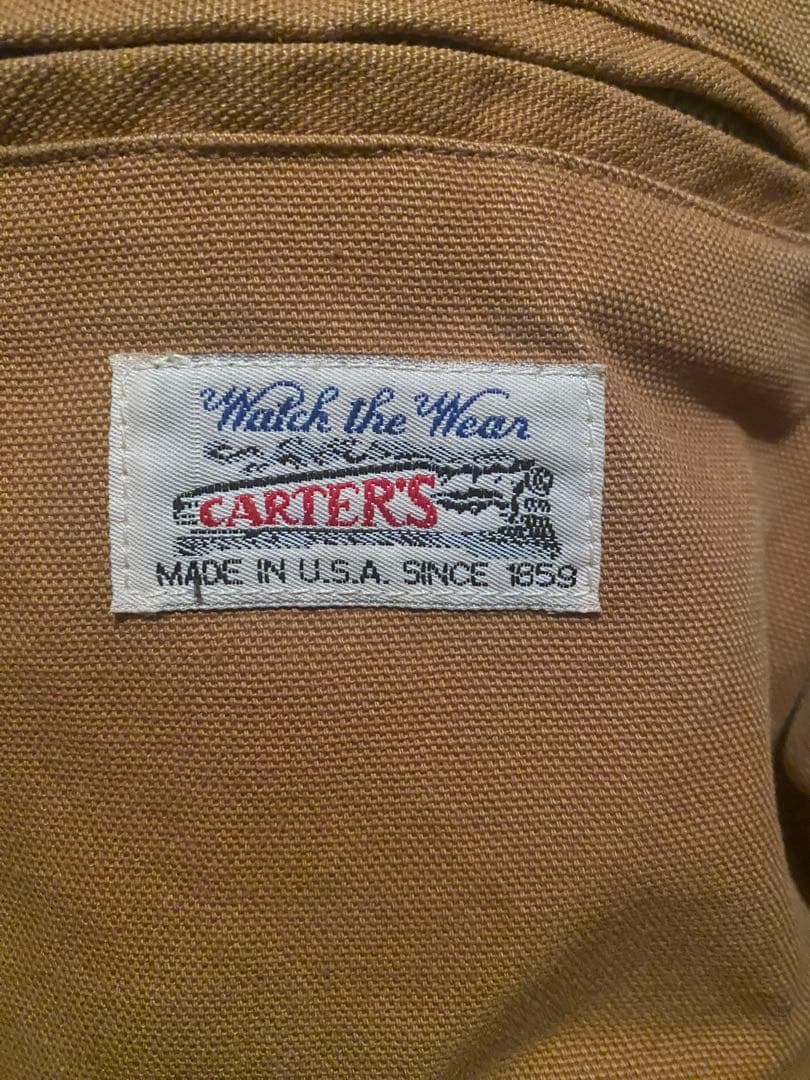 Watch the Wear
CARTER'S
MADE IN U.S.A. SINCE 1859